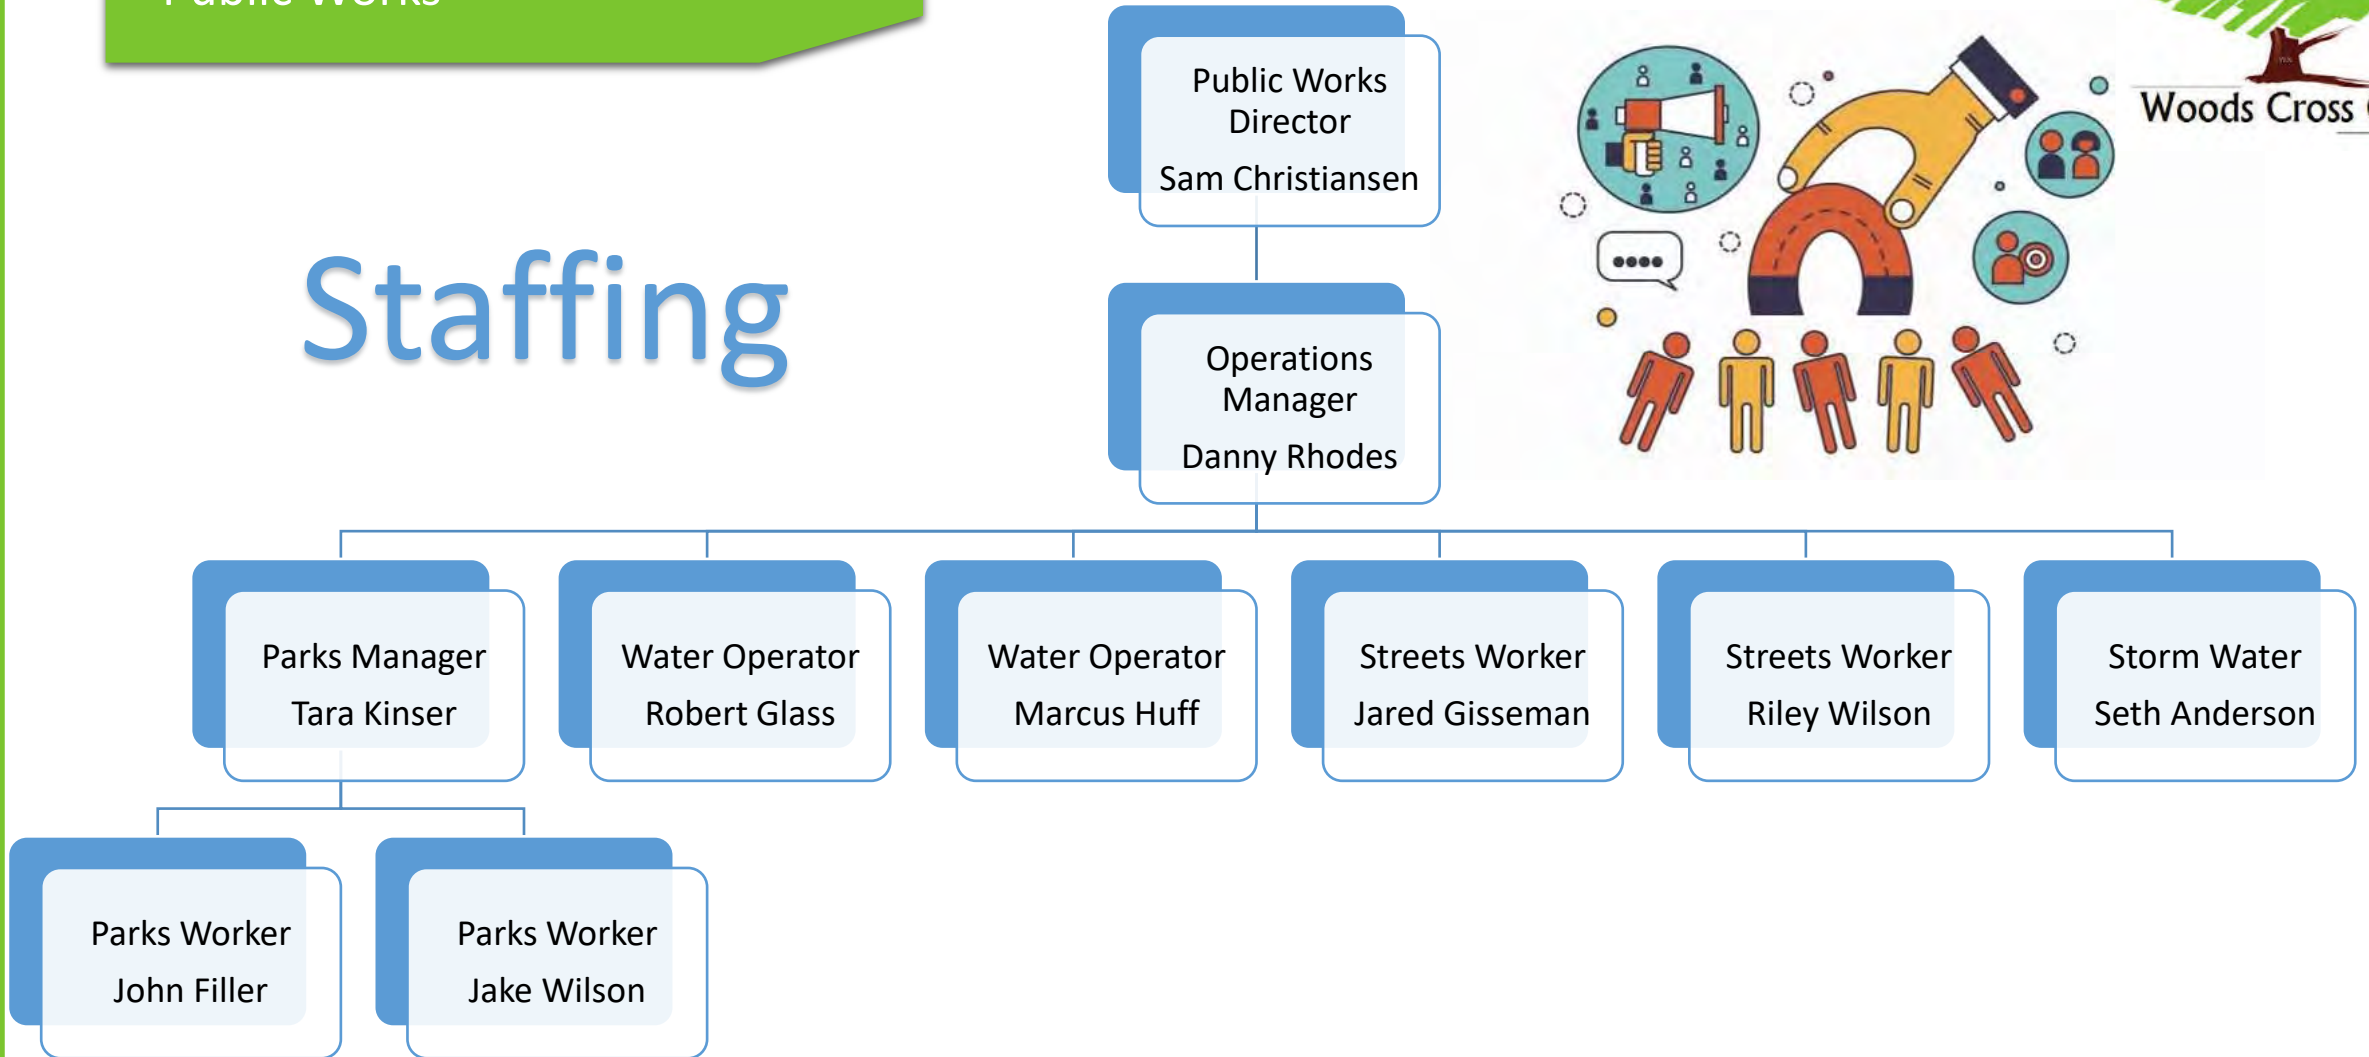 Public Works
Woods Cross
Staffing
Public Works
Director
Sam Christiansen
Operations
Manager
Danny Rhodes
Parks Manager
Tara Kinser
Water Operator
Robert Glass
Water Operator
Marcus Huff
Streets Worker
Jared Gisseman
Streets Worker
Riley Wilson
Storm Water
Seth Anderson
Parks Worker
John Filler
Parks Worker
Jake Wilson